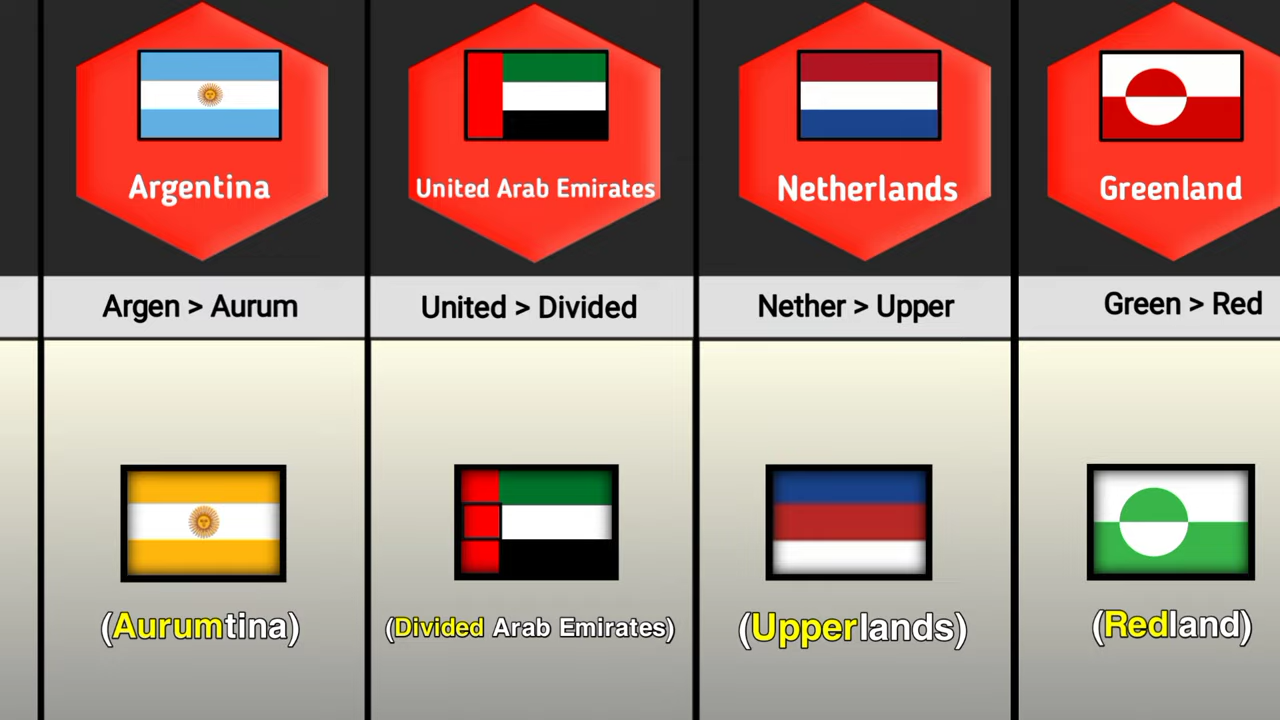 Argentina
United Arab Emirates
Netherlands
Greenland
Argen > Aurum
United > Divided
Nether > Upper
Green > Red
(Aurumtina)
(Divided Arab Emirates)
(Upperlands)
(Redland)